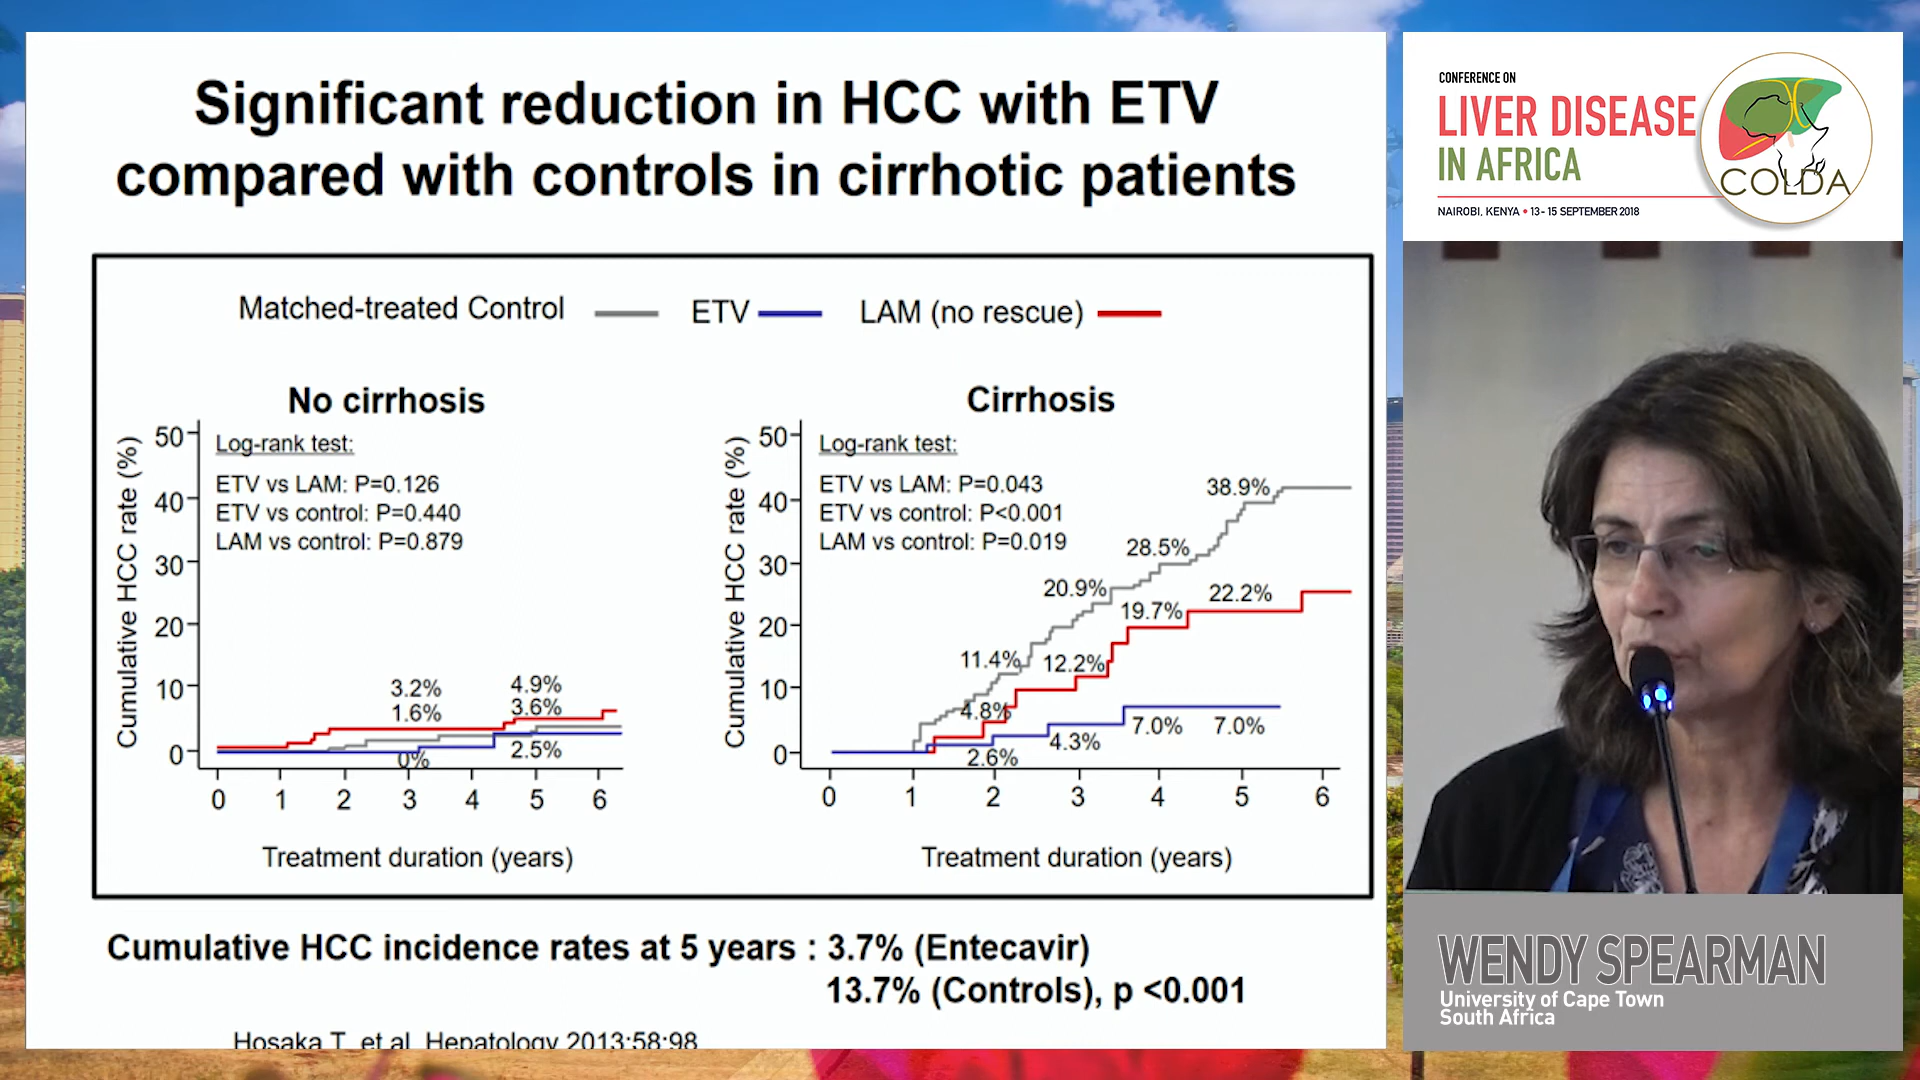 Significant reduction in HCC with ETV
compared with controls in cirrhotic patients
Matched-treated Control
ETV
LAM (no rescue)
No cirrhosis
Log-rank test:
ETV vs LAM: P=0.126
ETV vs control: P=0.440
LAM vs control: P=0.879
Cumulative HCC rate (%)
50
40
30
20
10
0
3.2%
1.6%
0%
4.9%
3.6%
2.5%
0 1 2 3 4 5 6
Treatment duration (years)
Cirrhosis
Log-rank test:
ETV vs LAM: P=0.043
ETV vs control: P<0.001
LAM vs control: P=0.019
Cumulative HCC rate (%)
50
40
30
20
10
0
38.9%
28.5%
20.9%
11.4%
22.2%
19.7%
12.2%
4.8%
2.6%
4.3%
7.0%
7.0%
0 1 2 3 4 5 6
Treatment duration (years)
Cumulative HCC incidence rates at 5 years : 3.7% (Entecavir)
13.7% (Controls), p <0.001
Hosaka T, et al. Hepatology 2013;58:98
CONFERENCE ON
LIVER DISEASE
IN AFRICA
NAIROBI, KENYA • 13-15 SEPTEMBER 2018
COLDA
WENDY SPEARMAN
University of Cape Town
South Africa